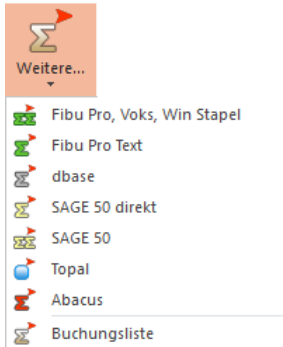 Weitere...
Fibu Pro, Voks, Win Stapel
Fibu Pro Text
dbase
SAGE 50 direkt
SAGE 50
Topal
Abacus
Buchungsliste